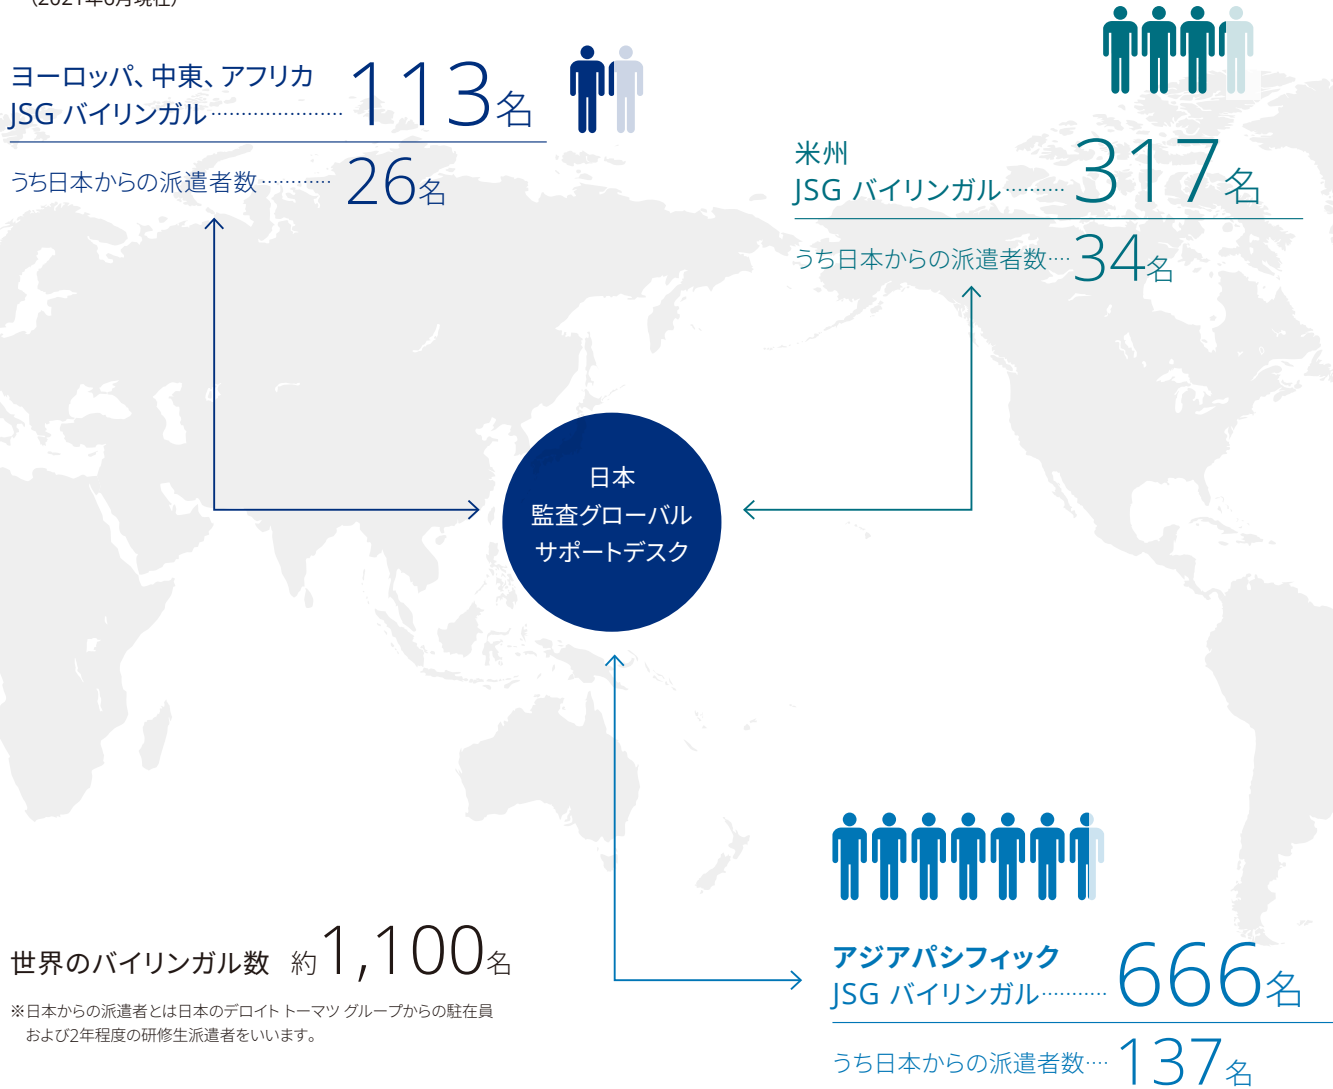 （2021年6月現在）
ヨーロッパ、中東、アフリカ
JSG バイリンガル 113名
うち日本からの派遣者数 26名
米州
JSG バイリンガル 317名
うち日本からの派遣者数 34名
日本
監査グローバル
サポートデスク
アジアパシフィック
JSG バイリンガル 666名
うち日本からの派遣者数 137名
世界のバイリンガル数 約1,100名
※日本からの派遣者とは日本のデロイト トーマツ グループからの駐在員
および2年程度の研修生派遣者をいいます。